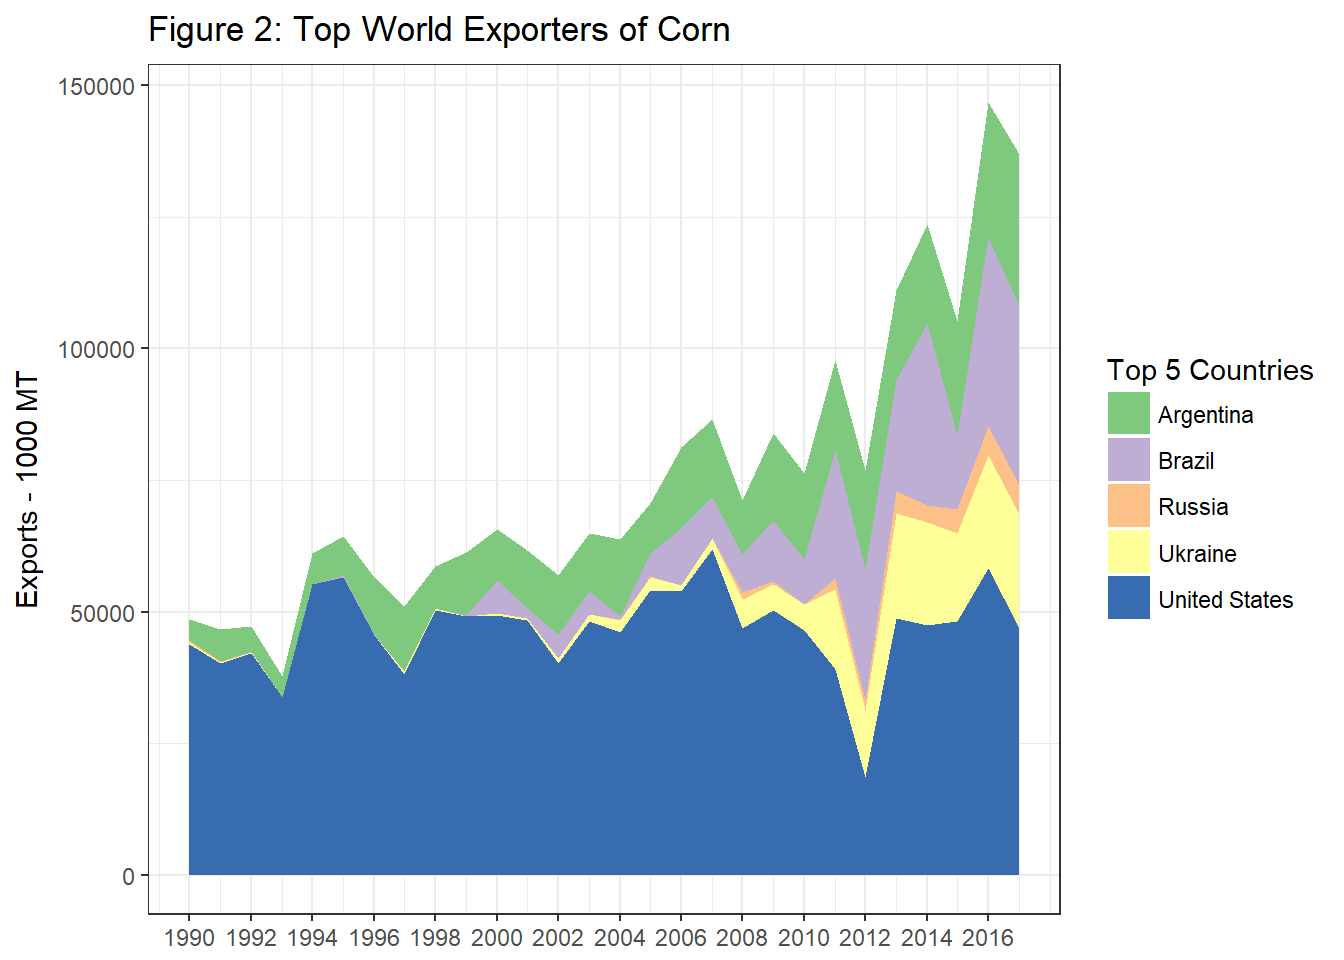 Figure 2: Top World Exporters of Corn
150000
100000
50000
0
Exports - 1000 MT
1990 1992 1994 1996 1998 2000 2002 2004 2006 2008 2010 2012 2014 2016
Top 5 Countries
Argentina
Brazil
Russia
Ukraine
United States